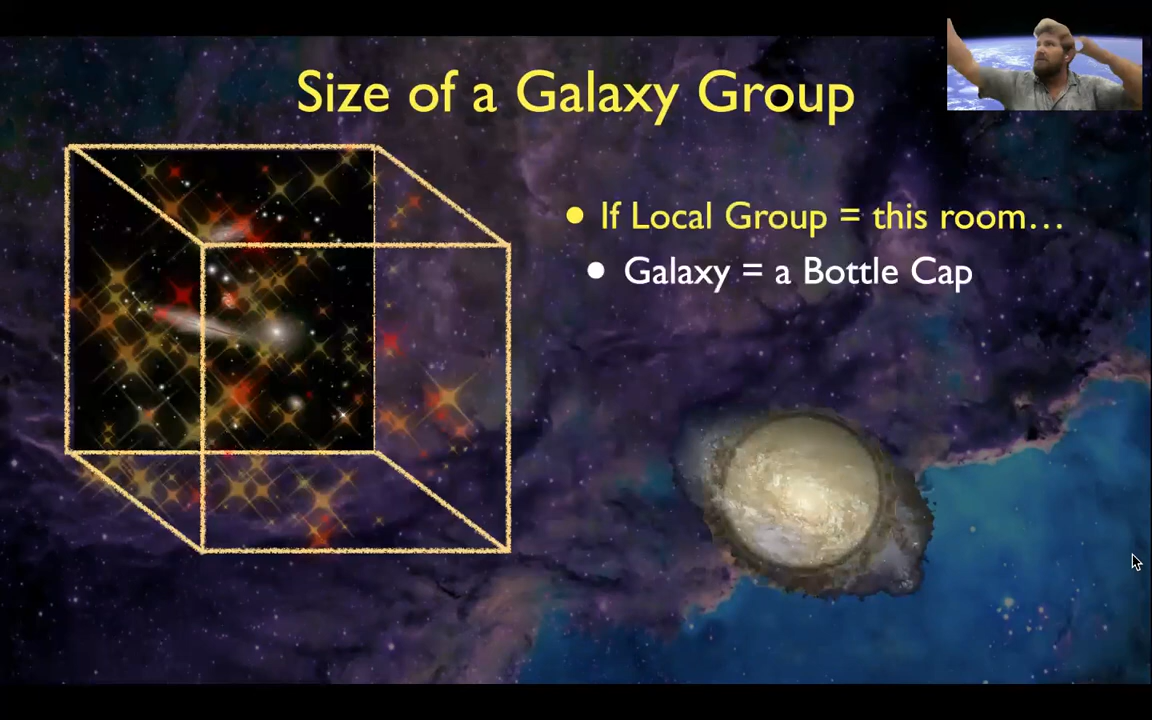 Size of a Galaxy Group
If Local Group = this room…
Galaxy = a Bottle Cap